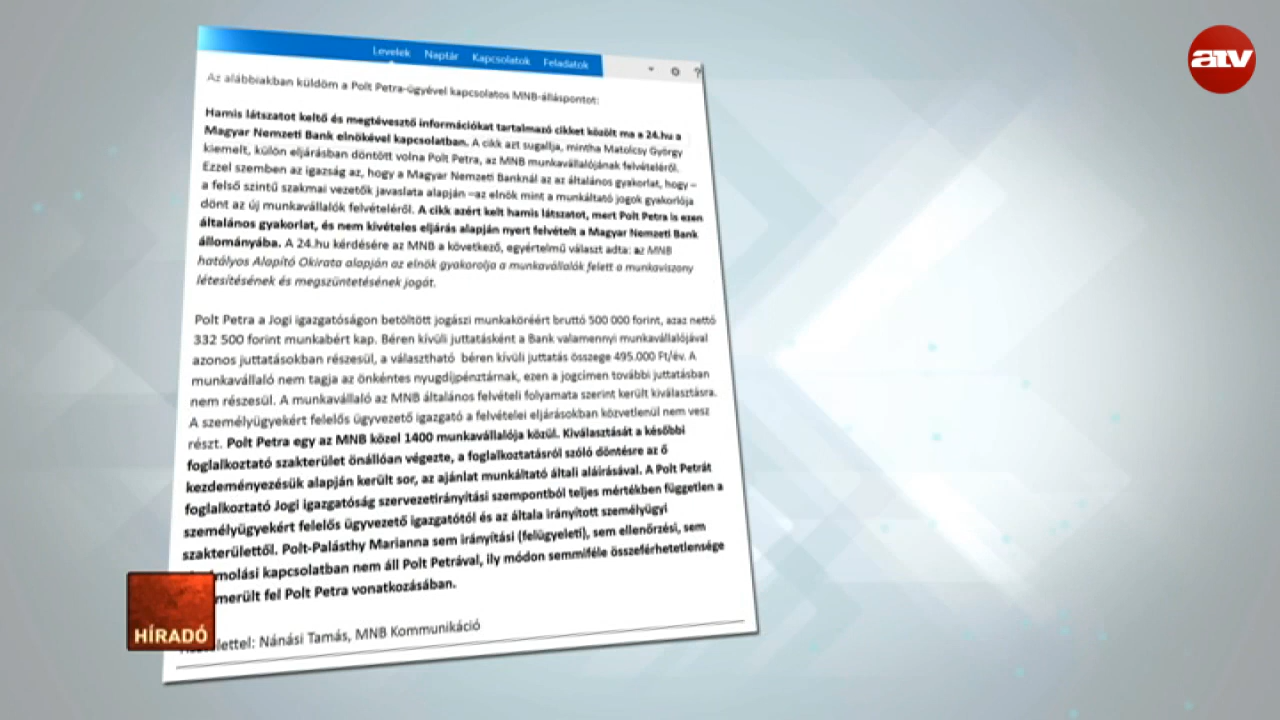 atv
Levelek Naptár Kapcsolatok Feladatok
?
Az alábbiakban küldöm a Polt Petra-ügyével kapcsolatos MNB-álláspontot:
Hamis látszatot keltő és megtévesztő információkat tartalmazó cikket közölt ma a 24.hu a
Magyar Nemzeti Bank elnökével kapcsolatban. A cikk azt sugallja, mintha Matolcsy György
kiemelt, külön eljárásban döntött volna Polt Petra, az MNB munkavállalójának felvételéről.
Ezzel szemben az igazság az, hogy a Magyar Nemzeti Banknál az az általános gyakorlat, hogy –
a felső szintű szakmai vezetők javaslata alapján –az elnök mint a munkáltató jogok gyakorlója
dönt az új munkavállalók felvételéről. A cikk azért kelt hamis látszatot, mert Polt Petra is ezen
általános gyakorlat, és nem kivételes eljárás alapján nyert felvételt a Magyar Nemzeti Bank
állományába. A 24.hu kérdésére az MNB a következő, egyértelmű választ adta: az MNB
hatályos Alapító Okirata alapján az elnök gyakorolja a munkavállalók felett a munkaviszony
létesítésének és megszüntetésének jogát.
Polt Petra a Jogi igazgatóságon betöltött jogászi munkaköréért bruttó 500 000 forint, azaz nettó
332 500 forint munkabért kap. Béren kívüli juttatásként a Bank valamennyi munkavállalójával
azonos juttatásokban részesül, a választható béren kívüli juttatás összege 495.000 Ft/év. A
munkavállaló nem tagja az önkéntes nyugdíjpénztárnak, ezen a jogcímen további juttatásban
nem részesül. A munkavállaló az MNB általános felvételi folyamata szerint került kiválasztásra.
A személyügyekért felelős ügyvezető igazgató a felvételei eljárásokban közvetlenül nem vesz
részt. Polt Petra egy az MNB közel 1400 munkavállalója közül. Kiválasztását a későbbi
foglalkoztató szakterület önállóan végezte, a foglalkoztatásról szóló döntésre az ő
kezdeményezésük alapján került sor, az ajánlat munkáltató általi aláírásával. A Polt Petrát
foglalkoztató Jogi igazgatóság szervezetirányítási szempontból teljes mértékben független a
személyügyekért felelős ügyvezető igazgatótól és az általa irányított személyügyi
szakterülettől. Polt-Palásthy Marianna sem irányítási (felügyeleti), sem ellenőrzési, sem
molási kapcsolatban nem áll Polt Petrával, ily módon semmiféle összeférhetetlensége
merült fel Polt Petra vonatkozásában.
lettel: Nánási Tamás, MNB Kommunikáció
HÍRADÓ